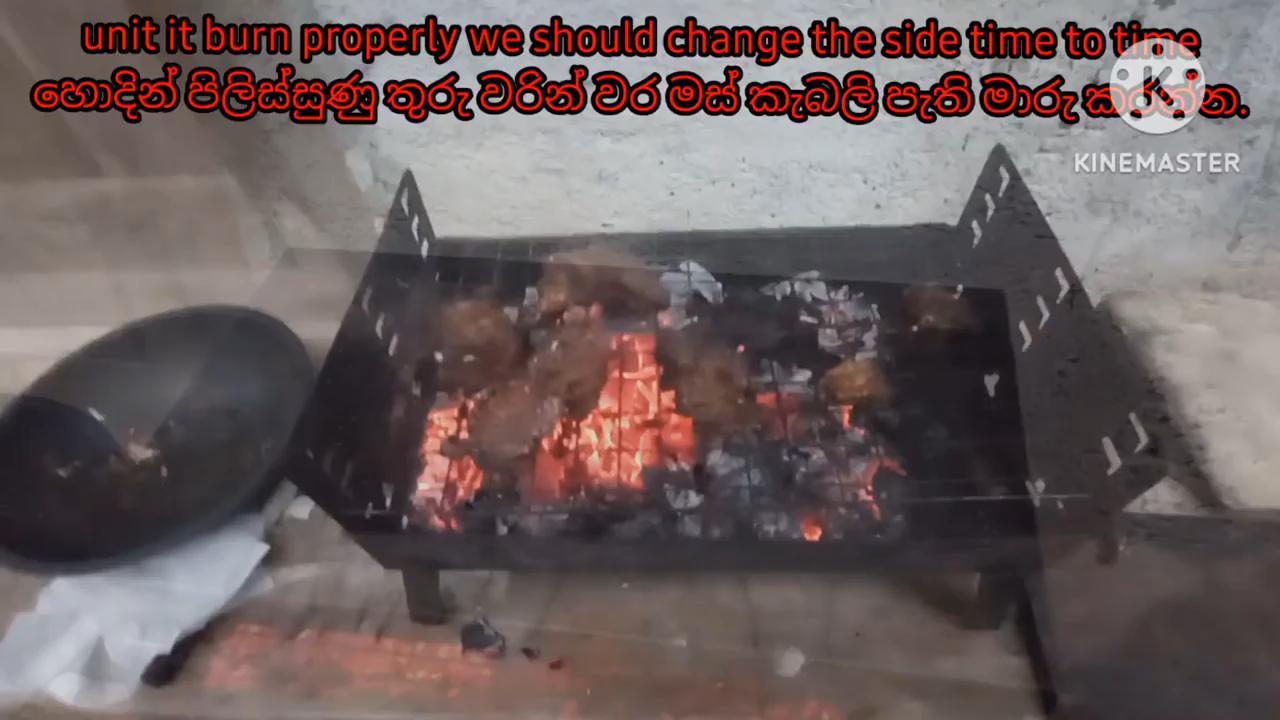 unit it burn properly we should change the side time to time
හොදින් පිලිස්සුණු තුරු වරින් වර මස් කැබලි පැති මාරු කරන්න.
KINEMASTER